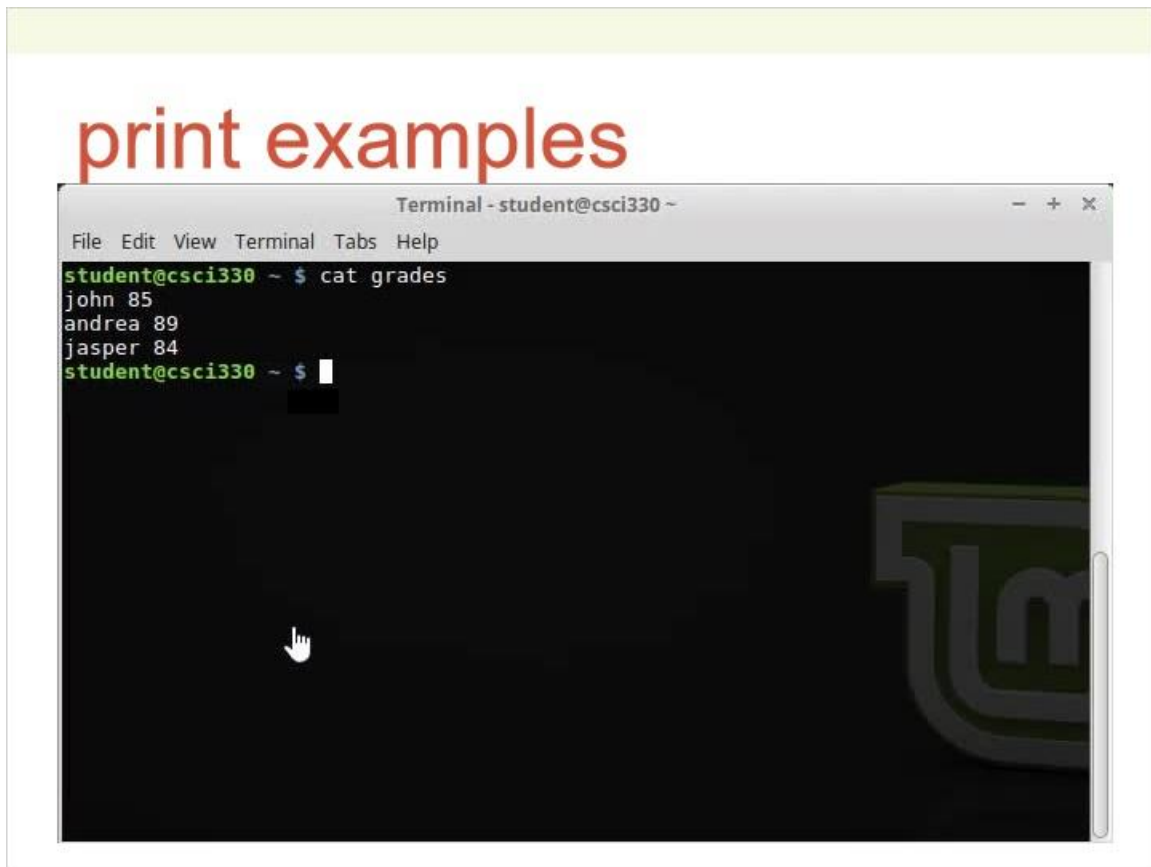 print examples
Terminal - student@csci330 ~
File Edit View Terminal Tabs Help
student@csci330 ~ $ cat grades
john 85
andrea 89
jasper 84
student@csci330 ~ $